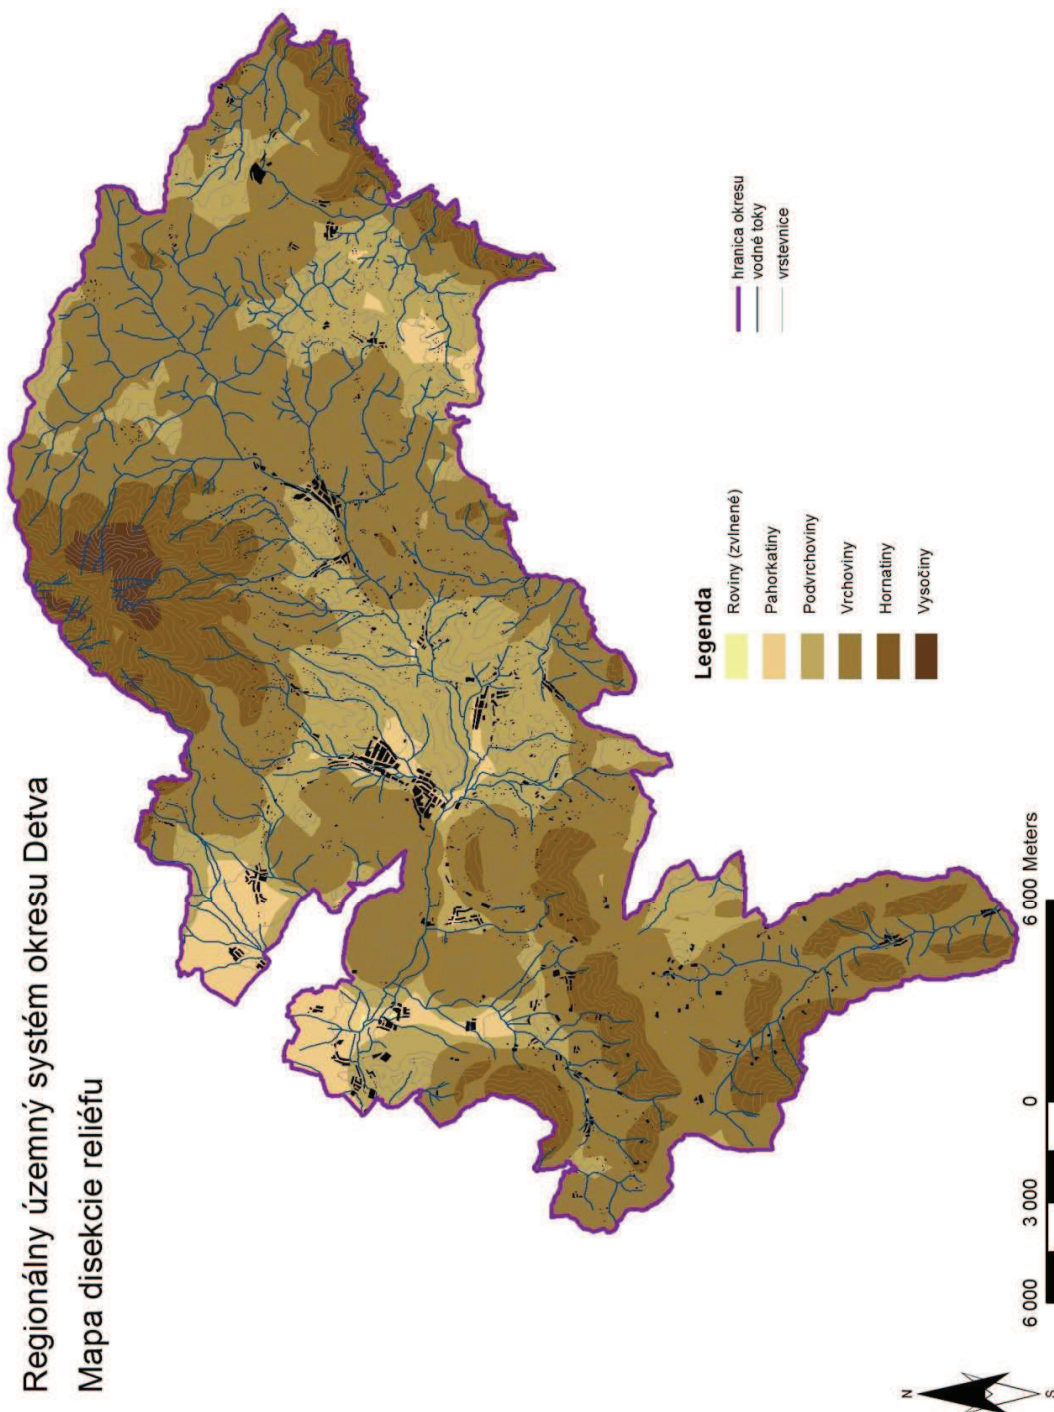 Regionálny územný systém okresu Detva
Mapa disekcie reliéfu
hranica okresu
vodné toky
vrstevnice
Legenda
Roviny (zvlnené)
Pahorkatiny
Podvrchoviny
Vrchoviny
Hornatiny
Vysočiny
6 000 3 000 0 6 000 Meters
N
S